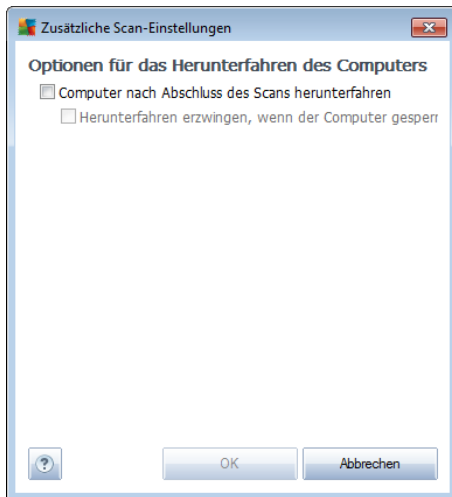 Zusätzliche Scan-Einstellungen
Optionen für das Herunterfahren des Computers
Computer nach Abschluss des Scans herunterfahren
Herunterfahren erzwingen, wenn der Computer gesperr
?
OK
Abbrechen